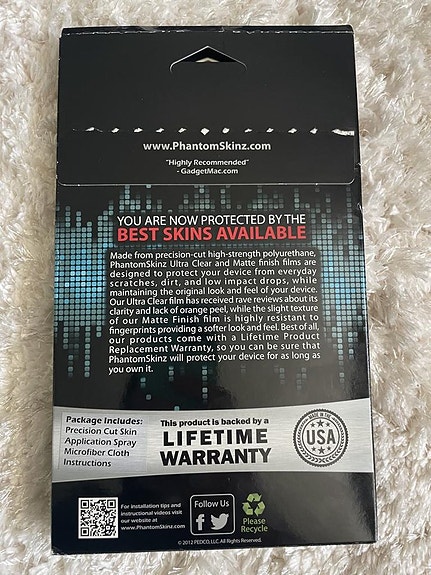 www.PhantomSkinz.com
"Highly Recommended"
- GadgetMac.com
YOU ARE NOW PROTECTED BY THE
BEST SKINS AVAILABLE
Made from precision-cut high-strength polyurethane,
PhantomSkinz Ultra Clear and Matte finish films are
designed to protect your device from everyday
scratches, dirt, and low impact drops, while
maintaining the original look and feel of your device.
Our Ultra Clear film has received rave reviews about its
clarity and lack of orange peel, while the slight texture
of our Matte Finish film is highly resistant to
fingerprints providing a softer look and feel. Best of all,
our products come with a Lifetime Product
Replacement Warranty, so you can be sure that
PhantomSkinz will protect your device for as long as
you own it.
Package Includes:
Precision Cut Skin
Application Spray
Microfiber Cloth
Instructions
This product is backed by a
LIFETIME
WARRANTY
MADE IN THE
USA
For installation tips and
instructional videos visit
our website at
www.PhantomSkinz.com
Follow Us
f
Please
Recycle
© 2012 PEDCO, LLC. All Rights Reserved.